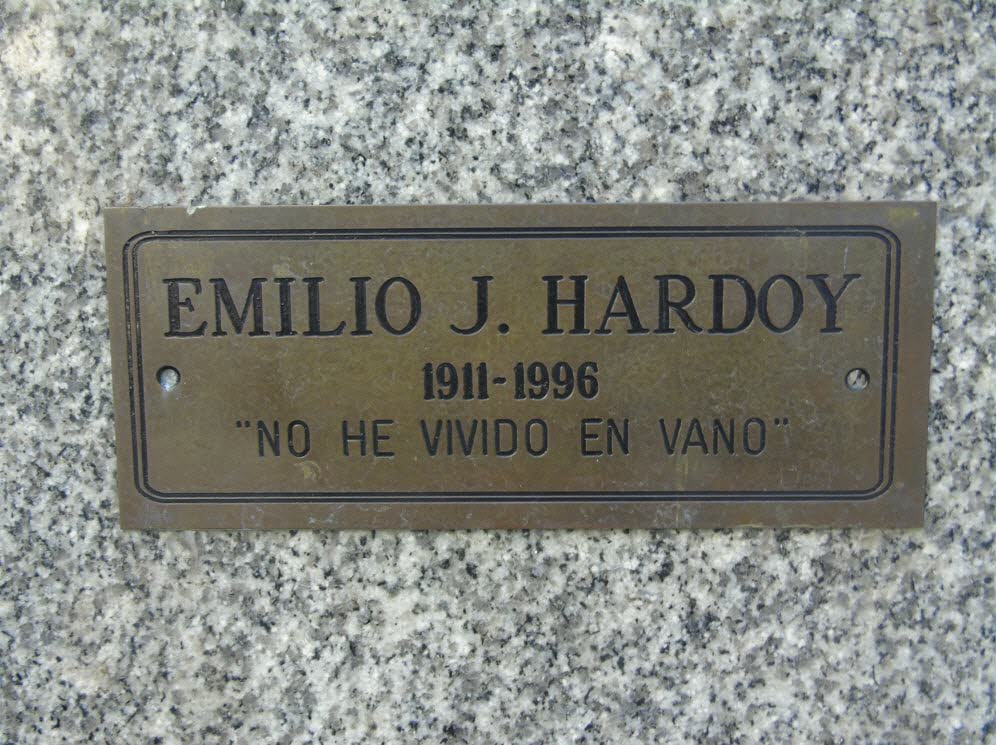 EMILIO J. HARDOY
1911-1996
"NO HE VIVIDO EN VANO"